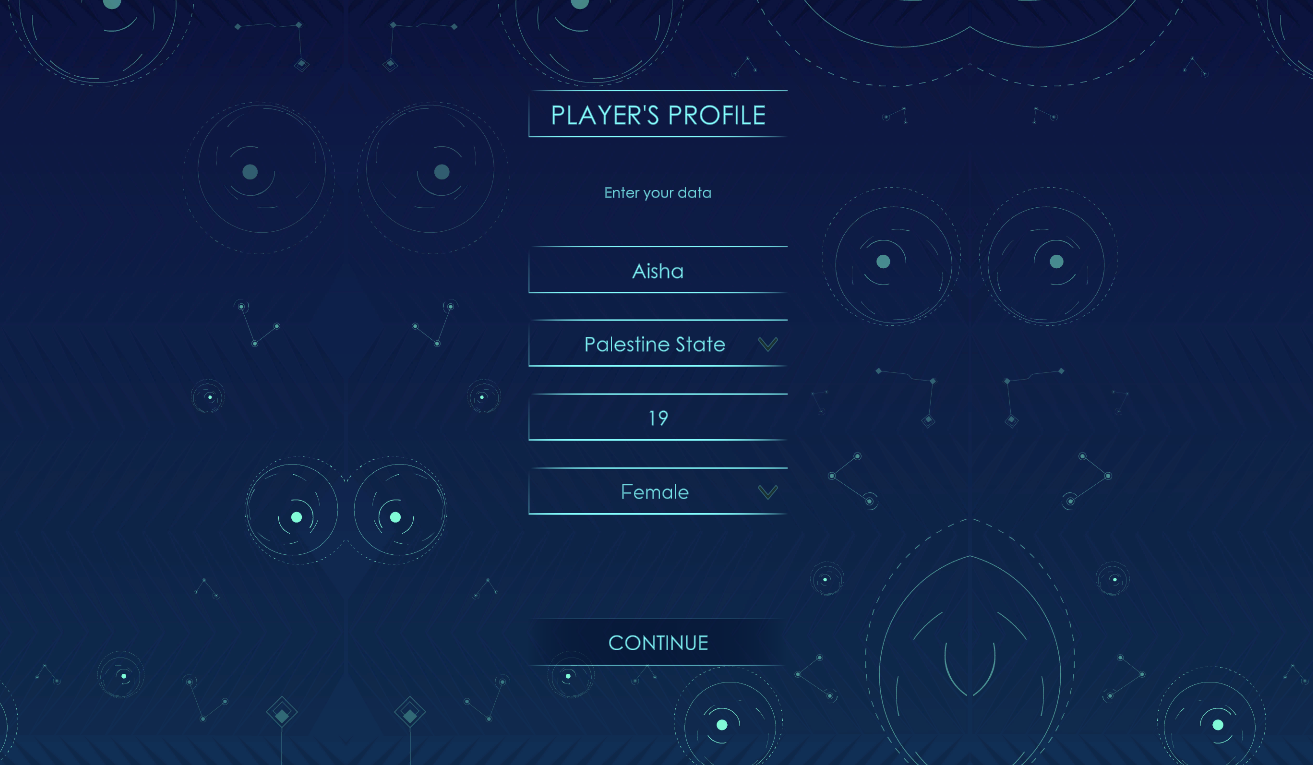 PLAYER'S PROFILE
Enter your data
Aisha
Palestine State
19
Female
CONTINUE